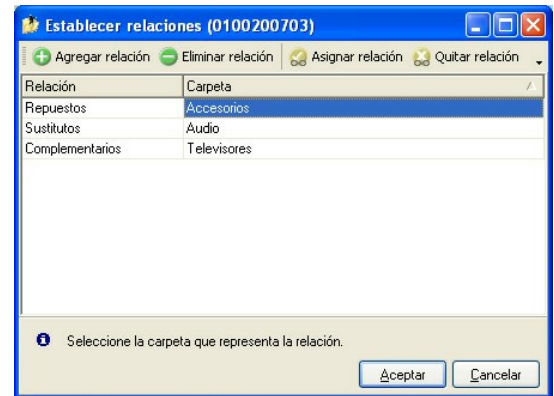 Establecer relaciones (0100200703)
Agregar relación Eliminar relación Asignar relación Quitar relación
Relación Carpeta
Repuestos Accesorios
Sustitutos Audio
Complementarios Televisores
Seleccione la carpeta que representa la relación.
Aceptar Cancelar